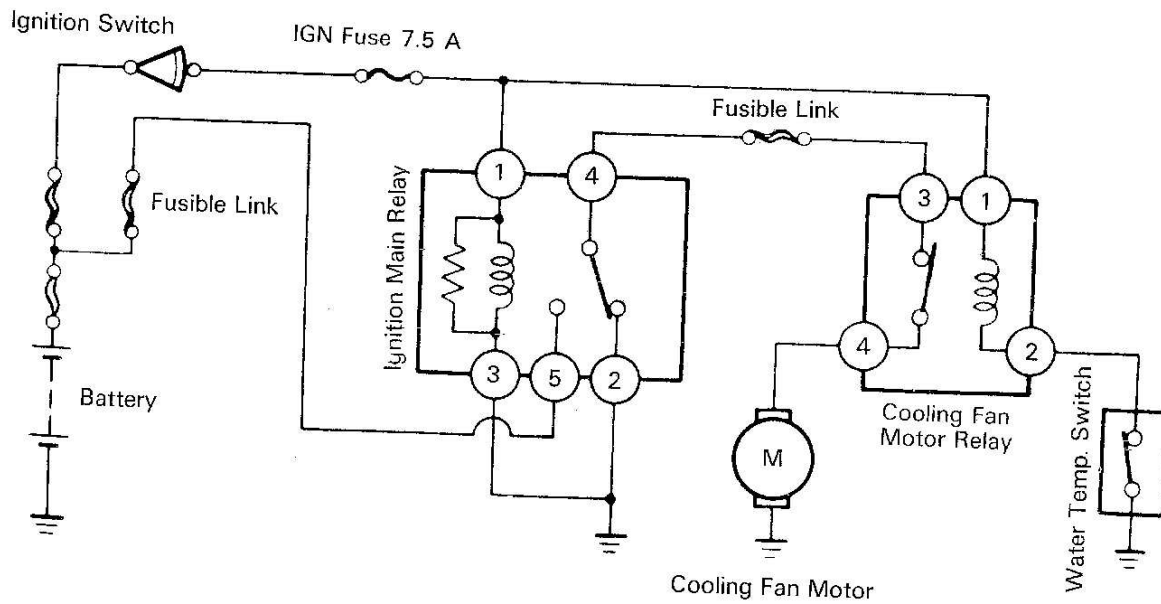 Ignition Switch
IGN Fuse 7.5 A
Fusible Link
Fusible Link
Ignition Main Relay
1
4
3
5
2
3
1
4
2
Battery
Cooling Fan
Motor Relay
Water Temp. Switch
M
Cooling Fan Motor